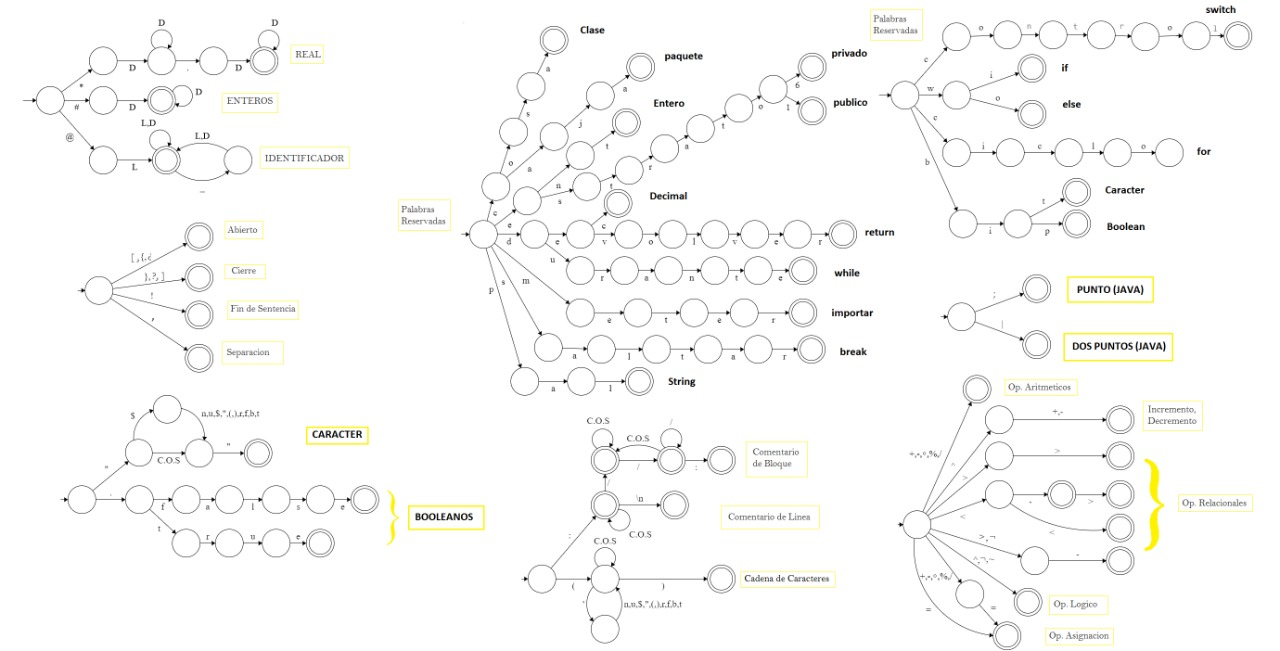 D
D
*
D
.
D
REAL
#
D
D
ENTEROS
@
L,D
L,D
L
_
IDENTIFICADOR
Palabras
Reservadas
Clase
c
o
s
a
paquete
a
j
a
Entero
e
n
t
privado
publico
s
t
r
a
t
o
6
1
Decimal
d
e
c
return
v
o
l
v
e
r
while
u
r
a
n
t
e
importar
m
e
t
e
r
break
s
a
l
t
a
r
String
p
a
l
Palabras
Reservadas
switch
c
o
n
t
r
o
l
if
w
i
else
o
for
c
i
c
l
o
Caracter
b
i
t
Boolean
p
Abierto
Cierre
},?, ]
Fin de Sentencia
!
Separacion
,
PUNTO (JAVA)
;
DOS PUNTOS (JAVA)
|
CARACTER
$
n,u,$,",(,),r,f,b,t
"
C.O.S
"
BOOLEANOS
f
a
l
s
e
t
r
u
e
C.O.S
C.O.S
/
/
:
Comentario
de Bloque
/
\n
C.O.S
Comentario de Linea
:
C.O.S
(
)
Cadena de Caracteres
n,u,$,",(,),r,f,b,t
Op. Aritmeticos
^
+,-
Incremento,
Decremento
>
>
Op. Relacionales
<
-
>
<
>,¬
-
Op. Logico
=
=
Op. Asignacion